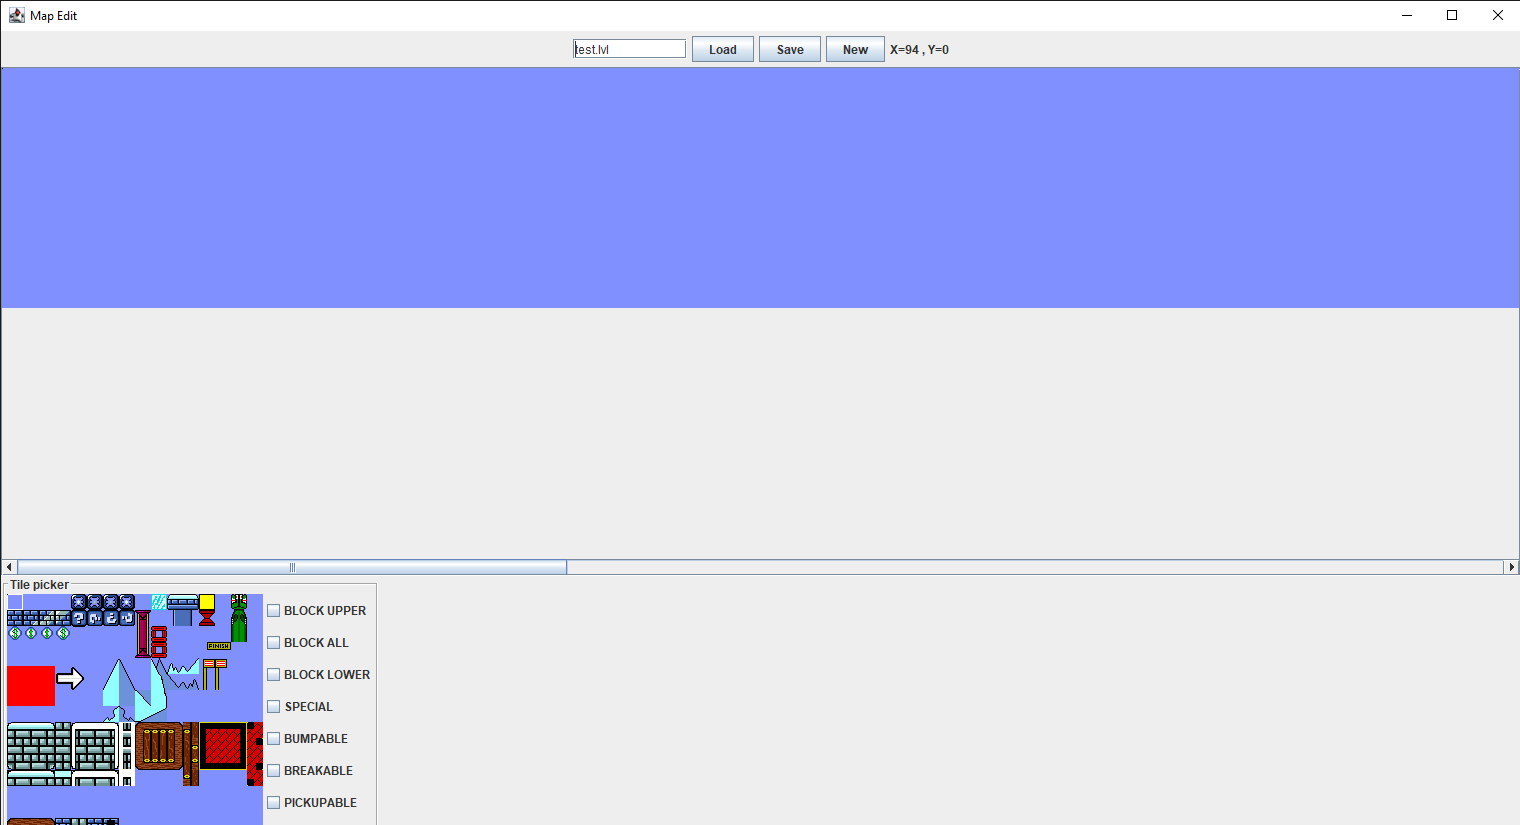 Map Edit
test.lvl Load Save New X=94 , Y=0
Tile picker
BLOCK UPPER
BLOCK ALL
FINISH
BLOCK LOWER
SPECIAL
BUMPABLE
BREAKABLE
PICKUPABLE